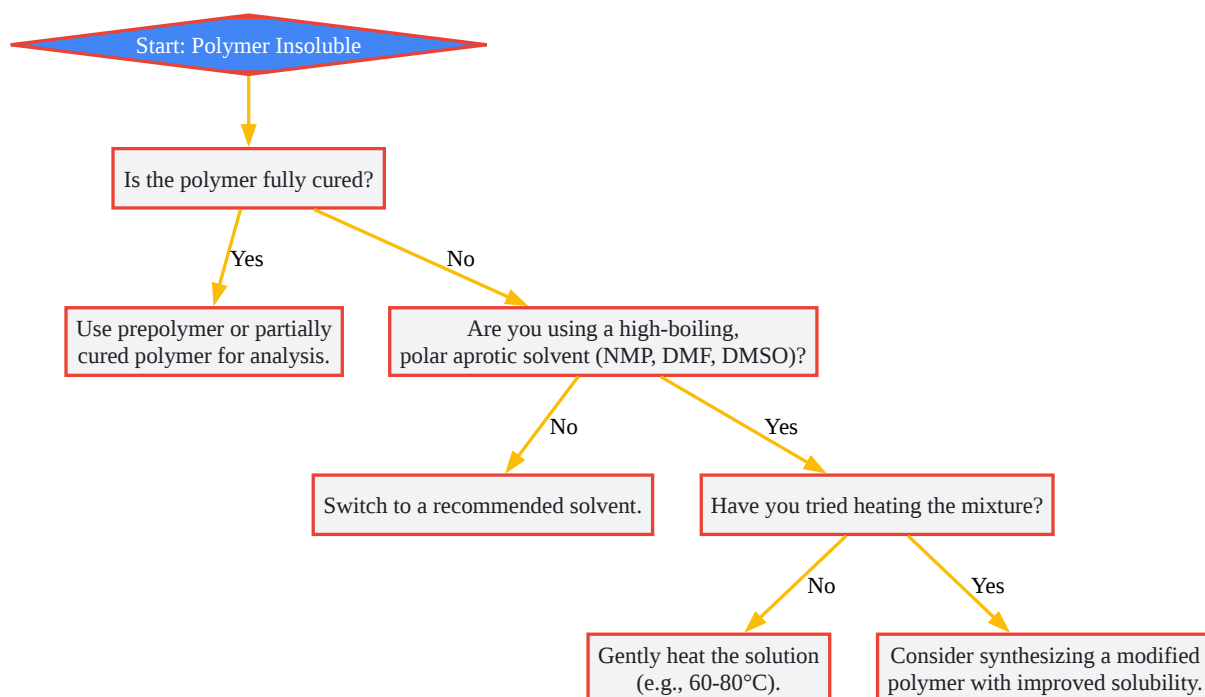 Start: Polymer Insoluble
Is the polymer fully cured?
Yes
No
Use prepolymer or partially
cured polymer for analysis.
Are you using a high-boiling,
polar aprotic solvent (NMP, DMF, DMSO)?
No
Yes
Switch to a recommended solvent.
Have you tried heating the mixture?
No
Yes
Gently heat the solution
(e.g., 60-80°C).
Consider synthesizing a modified
polymer with improved solubility.